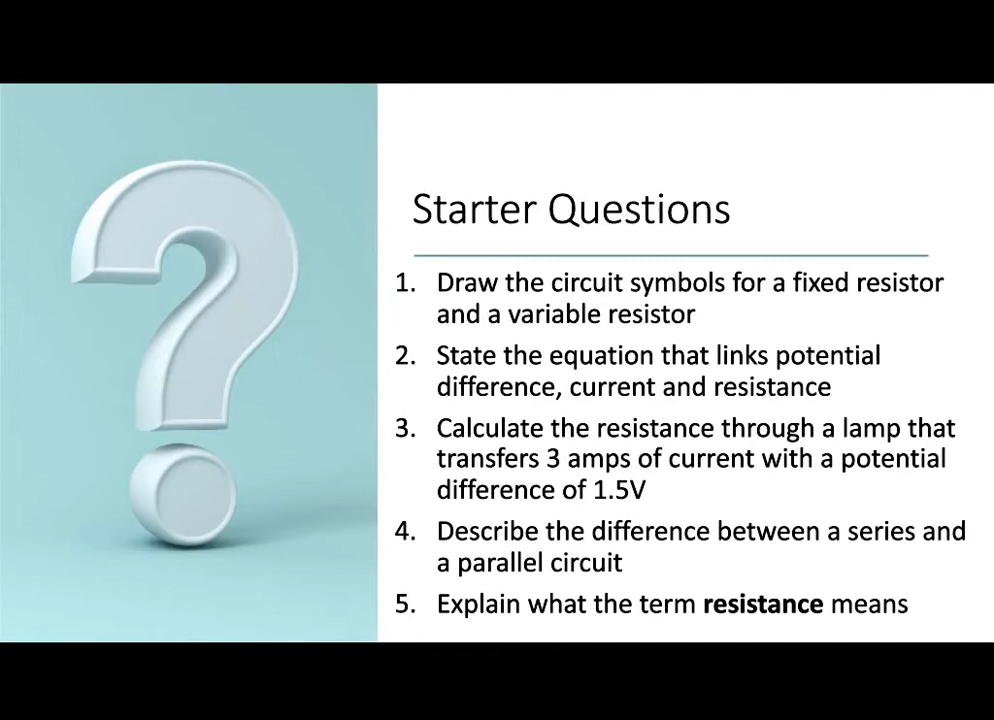 Starter Questions
1. Draw the circuit symbols for a fixed resistor
and a variable resistor
2. State the equation that links potential
difference, current and resistance
3. Calculate the resistance through a lamp that
transfers 3 amps of current with a potential
difference of 1.5V
4. Describe the difference between a series and
a parallel circuit
5. Explain what the term resistance means